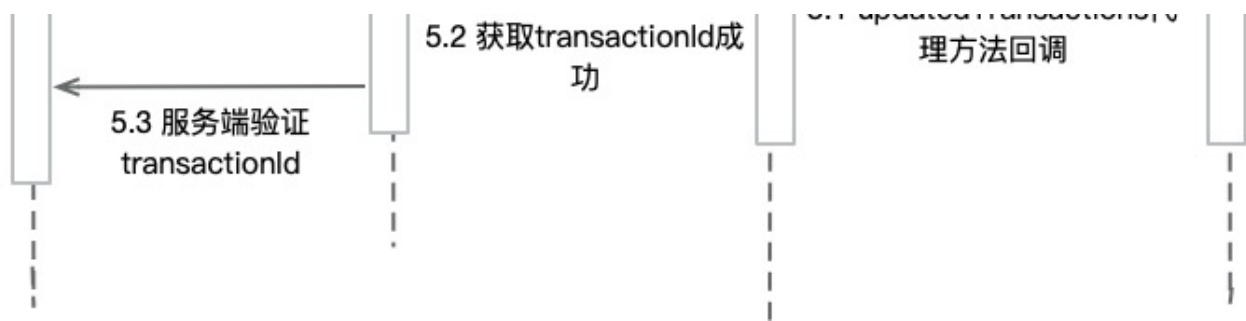 5.2 获取transactionId成
功
理方法回调
5.3 服务端验证
transactionId